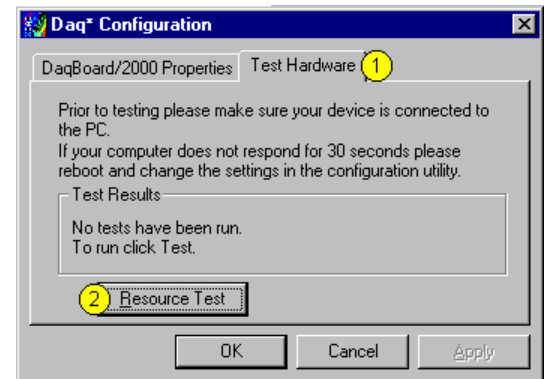 Daq* Configuration
DaqBoard/2000 Properties Test Hardware 1
Prior to testing please make sure your device is connected to
the PC.
If your computer does not respond for 30 seconds please
reboot and change the settings in the configuration utility.
Test Results
No tests have been run.
To run click Test.
2 Resource Test
OK Cancel Apply